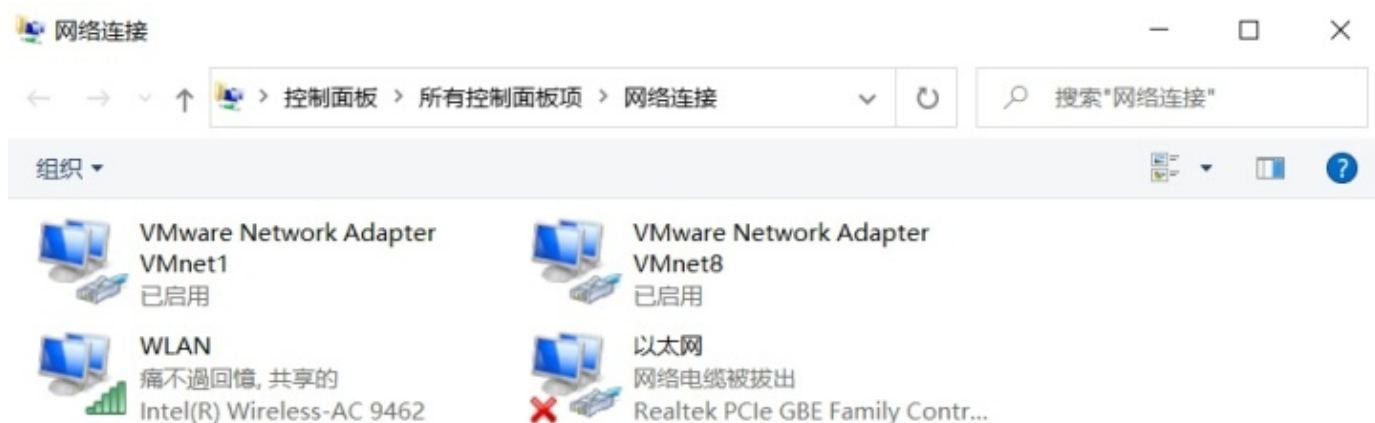 网络连接
控制面板 > 所有控制面板项 > 网络连接
搜索"网络连接"
组织
VMware Network Adapter
VMnet1
已启用
VMware Network Adapter
VMnet8
已启用
WLAN
痛不過回憶, 共享的
Intel(R) Wireless-AC 9462
以太网
网络电缆被拔出
Realtek PCIe GBE Family Contr...